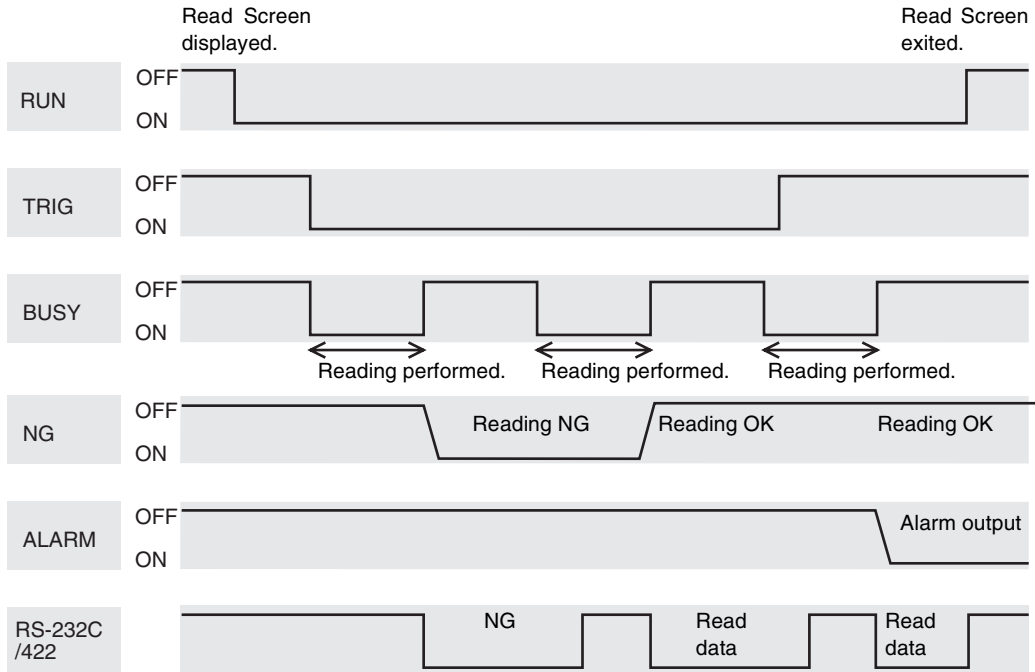 Read Screen
displayed.
Read Screen
exited.
RUN
OFF
ON
TRIG
OFF
ON
BUSY
OFF
ON
Reading performed.
Reading performed.
Reading performed.
NG
OFF
ON
Reading NG
Reading OK
Reading OK
ALARM
OFF
ON
Alarm output
RS-232C
/422
NG
Read
data
Read
data